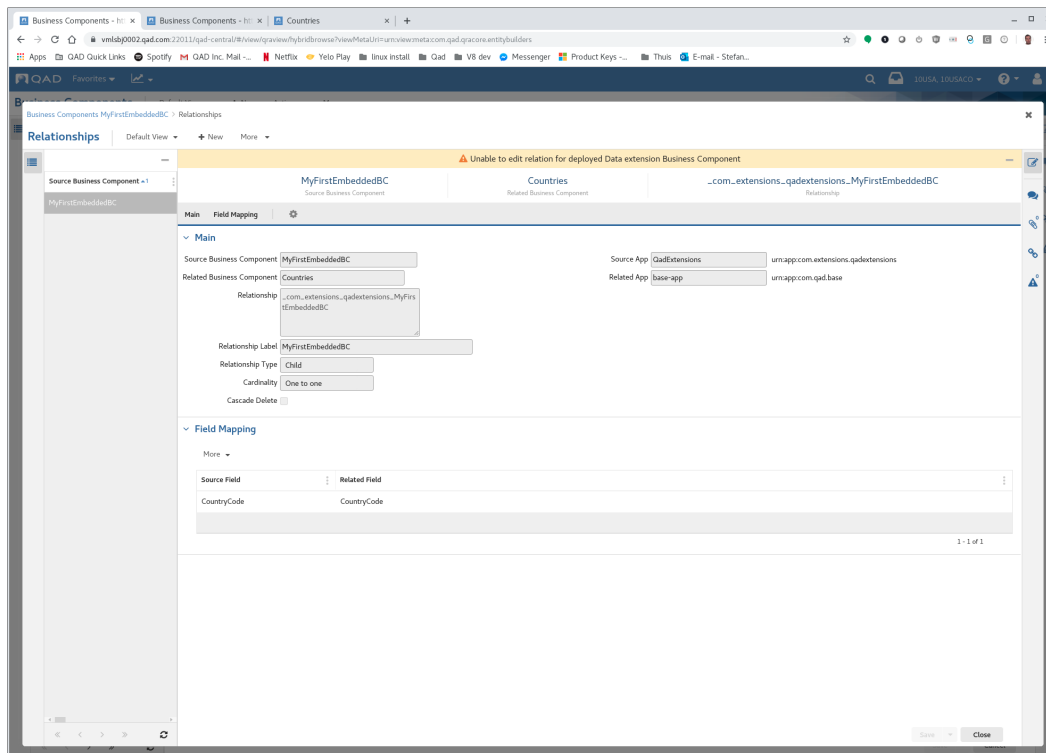 Business Components - ht
Business Components - ht
Countries
vmlsbj0002.qad.com:22011/qad-central/#/view/qraview/hybridbrowse?viewMetaUri=urn:view:meta:com.qad.qracore.entitybuilders
Apps QAD Quick Links Spotify QAD Inc. Mail -... Netflix Yelo Play linux install Qad V8 dev Messenger Product Keys -... Thuis E-mail - Stefan...
QAD Favorites 10USA, 10USACO
Business Components MyFirstEmbeddedBC > Relationships
Relationships Default View + New More
Unable to edit relation for deployed Data extension Business Component
Source Business Component 1
MyFirstEmbeddedBC
MyFirstEmbeddedBC Countries _com_extensions_qadextensions_MyFirstEmbeddedBC
Source Business Component Related Business Component Relationship
Main Field Mapping
Main
Source Business Component MyFirstEmbeddedBC Source App QadExtensions urn:app:com.extensions.qadextensions
Related Business Component Countries Related App base-app urn:app:com.qad.base
Relationship _com_extensions_qadextensions_MyFirs
tEmbeddedBC
Relationship Label MyFirstEmbeddedBC
Relationship Type Child
Cardinality One to one
Cascade Delete
Field Mapping
More
Source Field Related Field
CountryCode CountryCode
1 - 1 of 1
Save Close